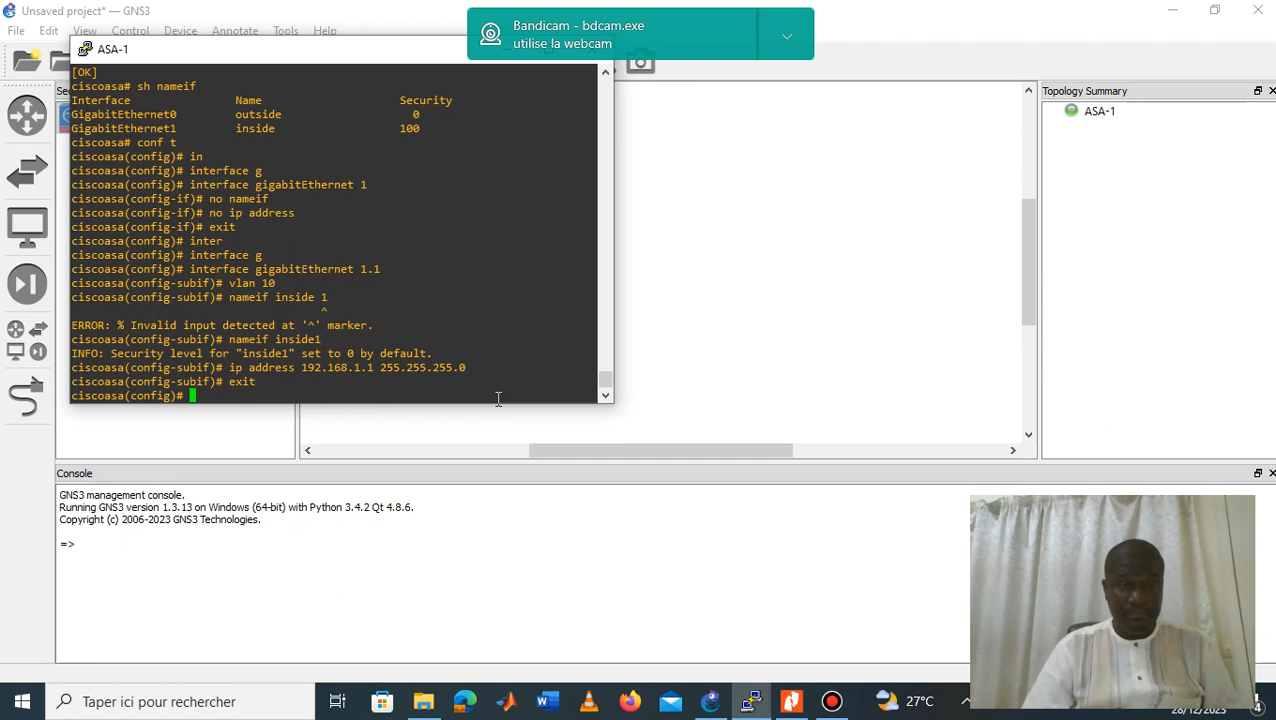 Unsaved project* — GNS3
File Edit View Control Device Annotate Tools Help
Bandicam - bdcam.exe
utilise la webcam
ASA-1
[OK]
ciscoasa# sh nameif
Interface Name Security
GigabitEthernet0 outside 0
GigabitEthernet1 inside 100
ciscoasa# conf t
ciscoasa(config)# in
ciscoasa(config)# interface g
ciscoasa(config)# interface gigabitEthernet 1
ciscoasa(config-if)# no nameif
ciscoasa(config-if)# no ip address
ciscoasa(config-if)# exit
ciscoasa(config)# inter
ciscoasa(config)# interface g
ciscoasa(config)# interface gigabitEthernet 1.1
ciscoasa(config-subif)# vlan 10
ciscoasa(config-subif)# nameif inside 1
^
ERROR: % Invalid input detected at '^' marker.
ciscoasa(config-subif)# nameif inside1
INFO: Security level for "inside1" set to 0 by default.
ciscoasa(config-subif)# ip address 192.168.1.1 255.255.255.0
ciscoasa(config-subif)# exit
ciscoasa(config)#
Topology Summary
ASA-1
Console
GNS3 management console.
Running GNS3 version 1.3.13 on Windows (64-bit) with Python 3.4.2 Qt 4.8.6.
Copyright (c) 2006-2023 GNS3 Technologies.
=>
Taper ici pour rechercher
27°C
28/12/2023
4